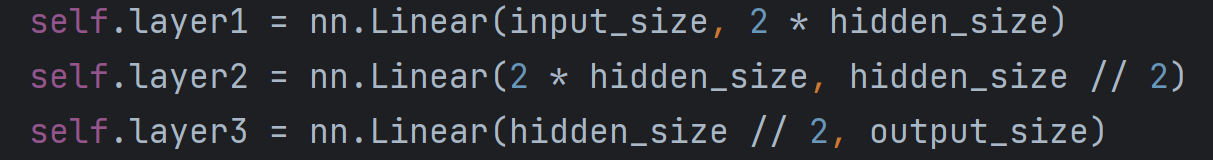 self.layer1 = nn.Linear(input_size, 2 * hidden_size)
self.layer2 = nn.Linear(2 * hidden_size, hidden_size // 2)
self.layer3 = nn.Linear(hidden_size // 2, output_size)